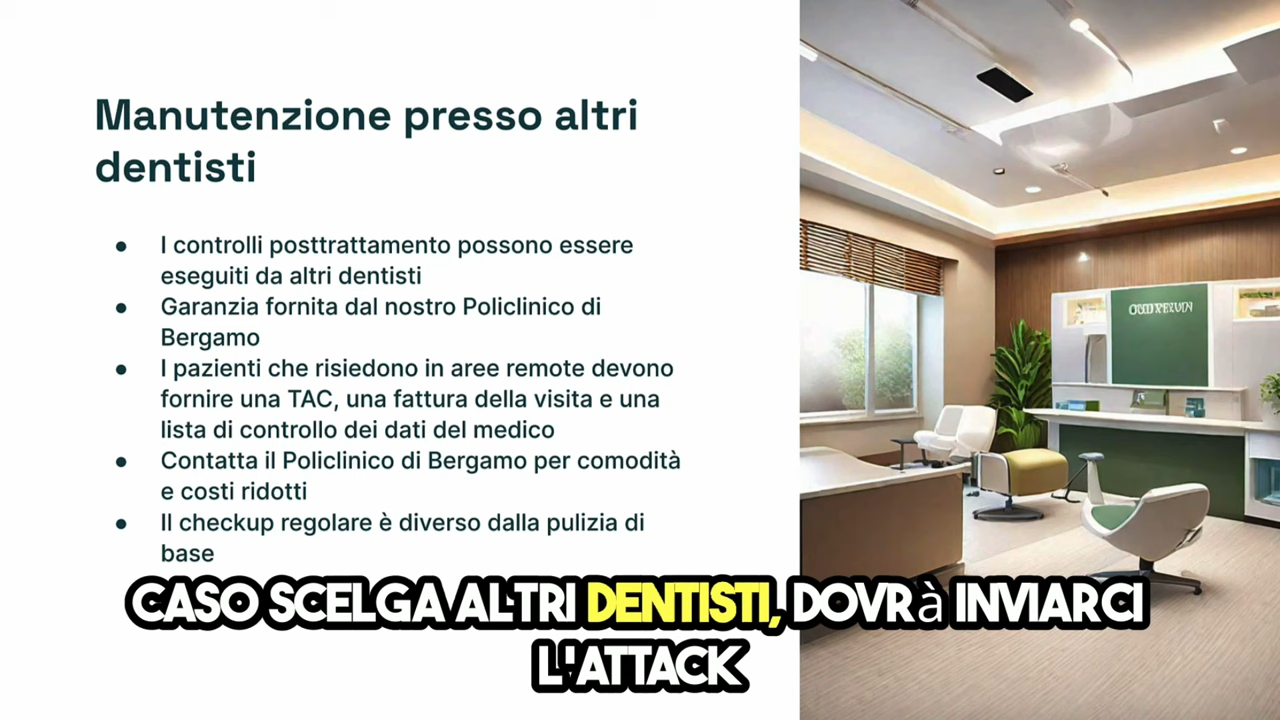 Manutenzione presso altri
dentisti
● I controlli posttrattamento possono essere
eseguiti da altri dentisti
● Garanzia fornita dal nostro Policlinico di
Bergamo
● I pazienti che risiedono in aree remote devono
fornire una TAC, una fattura della visita e una
lista di controllo dei dati del medico
● Contatta il Policlinico di Bergamo per comodità
e costi ridotti
● Il checkup regolare è diverso dalla pulizia di
base
CASO SCELGA ALTRI DENTISTI, DOVRà INVIARCI
L'ATTACK